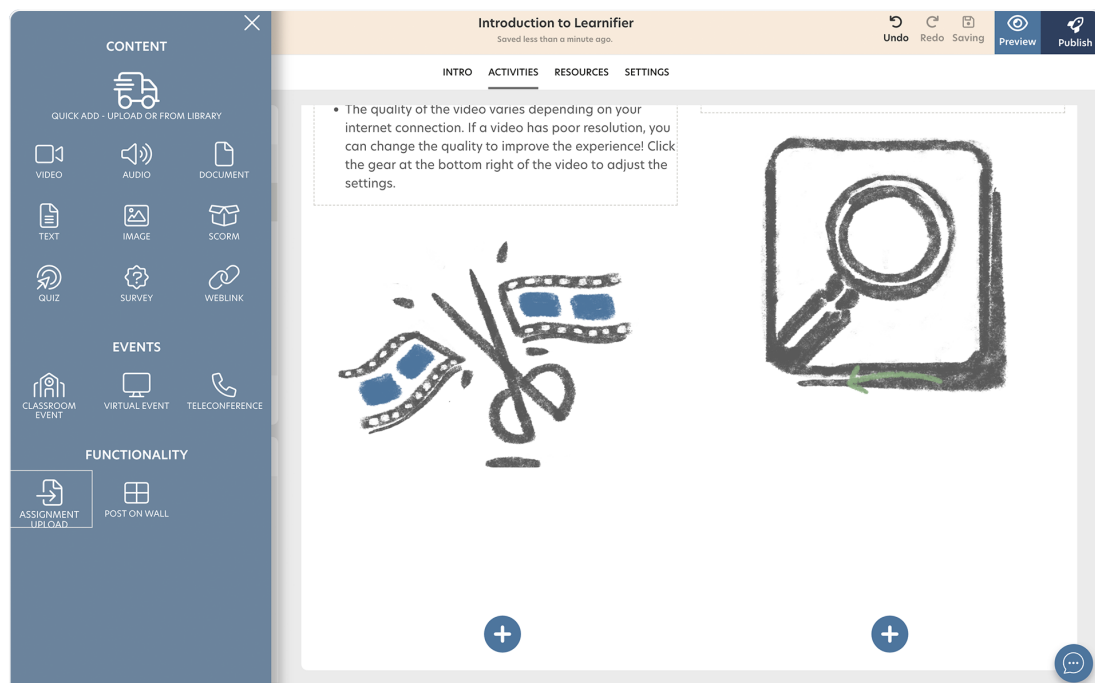 CONTENT
QUICK ADD - UPLOAD OR FROM LIBRARY
VIDEO
AUDIO
DOCUMENT
TEXT
IMAGE
SCORM
QUIZ
SURVEY
WEBLINK
EVENTS
CLASSROOM
EVENT
VIRTUAL EVENT
TELECONFERENCE
FUNCTIONALITY
ASSIGNMENT
UPLOAD
POST ON WALL
Introduction to Learnifier
Saved less than a minute ago.
Undo
Redo
Saving
Preview
Publish
INTRO
ACTIVITIES
RESOURCES
SETTINGS
• The quality of the video varies depending on your
internet connection. If a video has poor resolution, you
can change the quality to improve the experience! Click
the gear at the bottom right of the video to adjust the
settings.